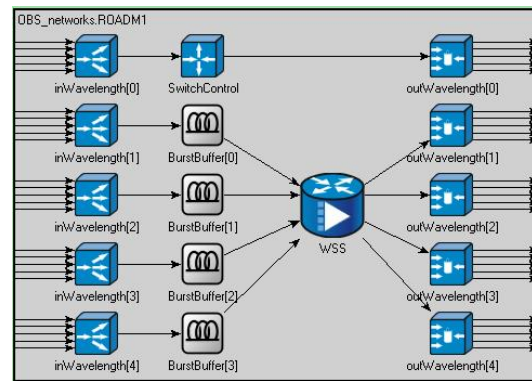 OBS_networks.ROADM1
inWavelength[0]
SwitchControl
outWavelength[0]
inWavelength[1]
BurstBuffer[0]
outWavelength[1]
inWavelength[2]
BurstBuffer[1]
WSS
outWavelength[2]
inWavelength[3]
BurstBuffer[2]
outWavelength[3]
inWavelength[4]
BurstBuffer[3]
outWavelength[4]